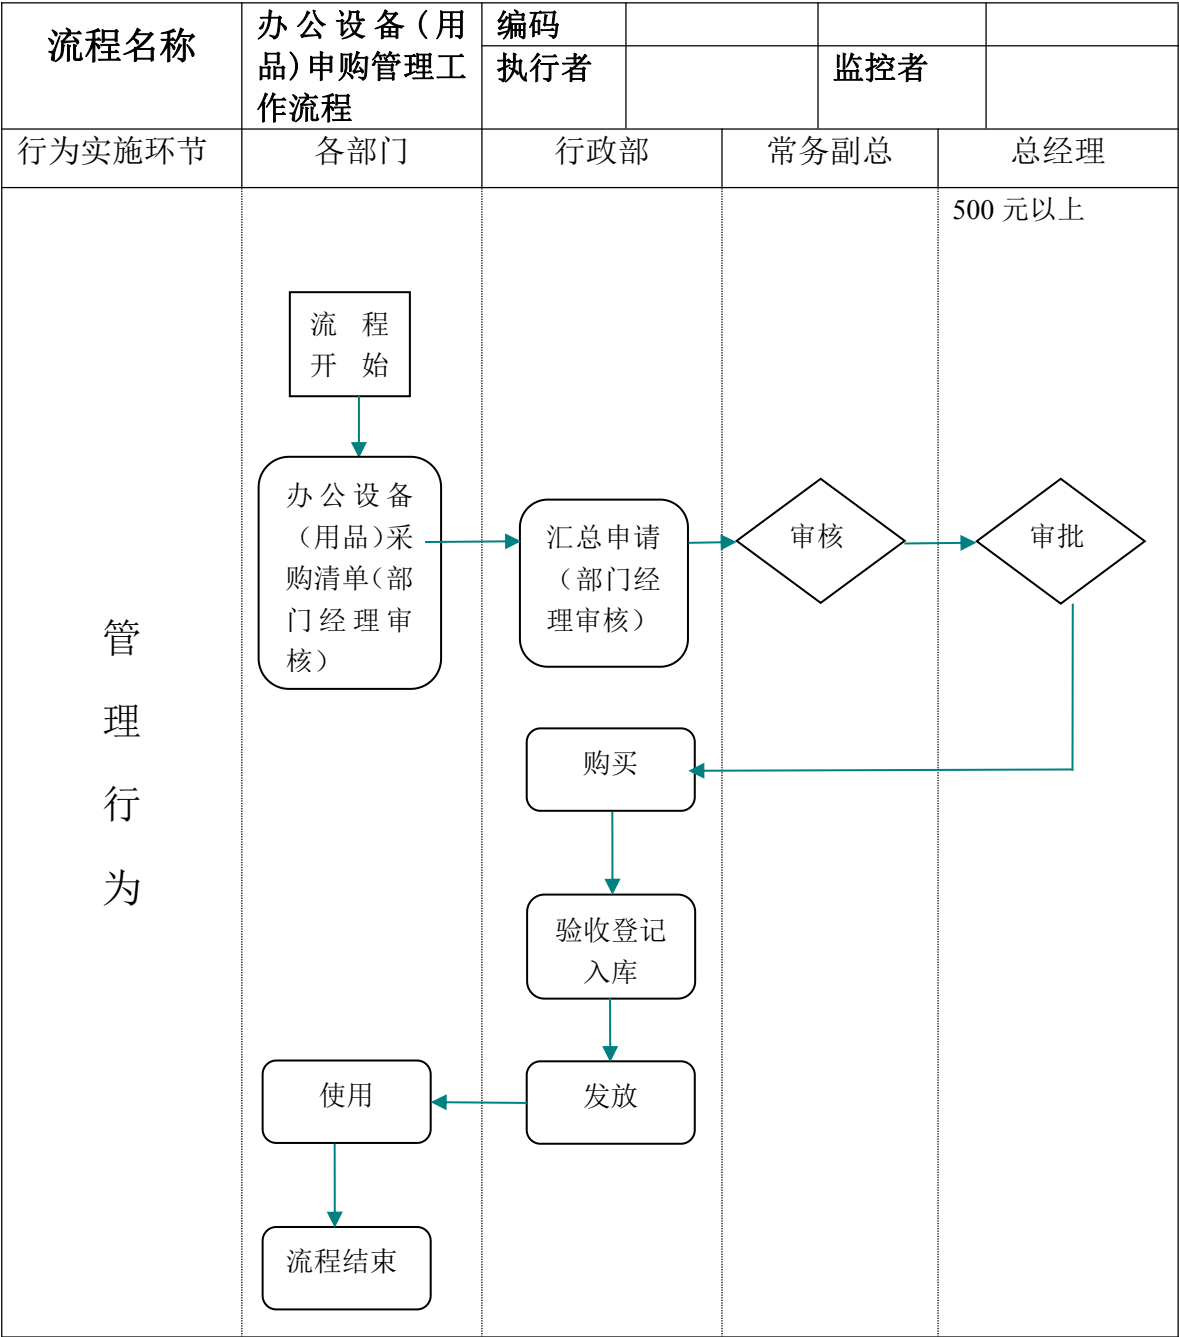 流程名称
办公设备（用
品）申购管理工
作流程
编码
执行者
监控者
行为实施环节
各部门
行政部
常务副总
总经理
500 元以上
流 程
开 始
办公设备
（用品）采
购清单（部
门经理审
核）
汇总申请
（部门经
理审核）
审核
审批
管
理
行
为
购买
验收登记
入库
使用
发放
流程结束